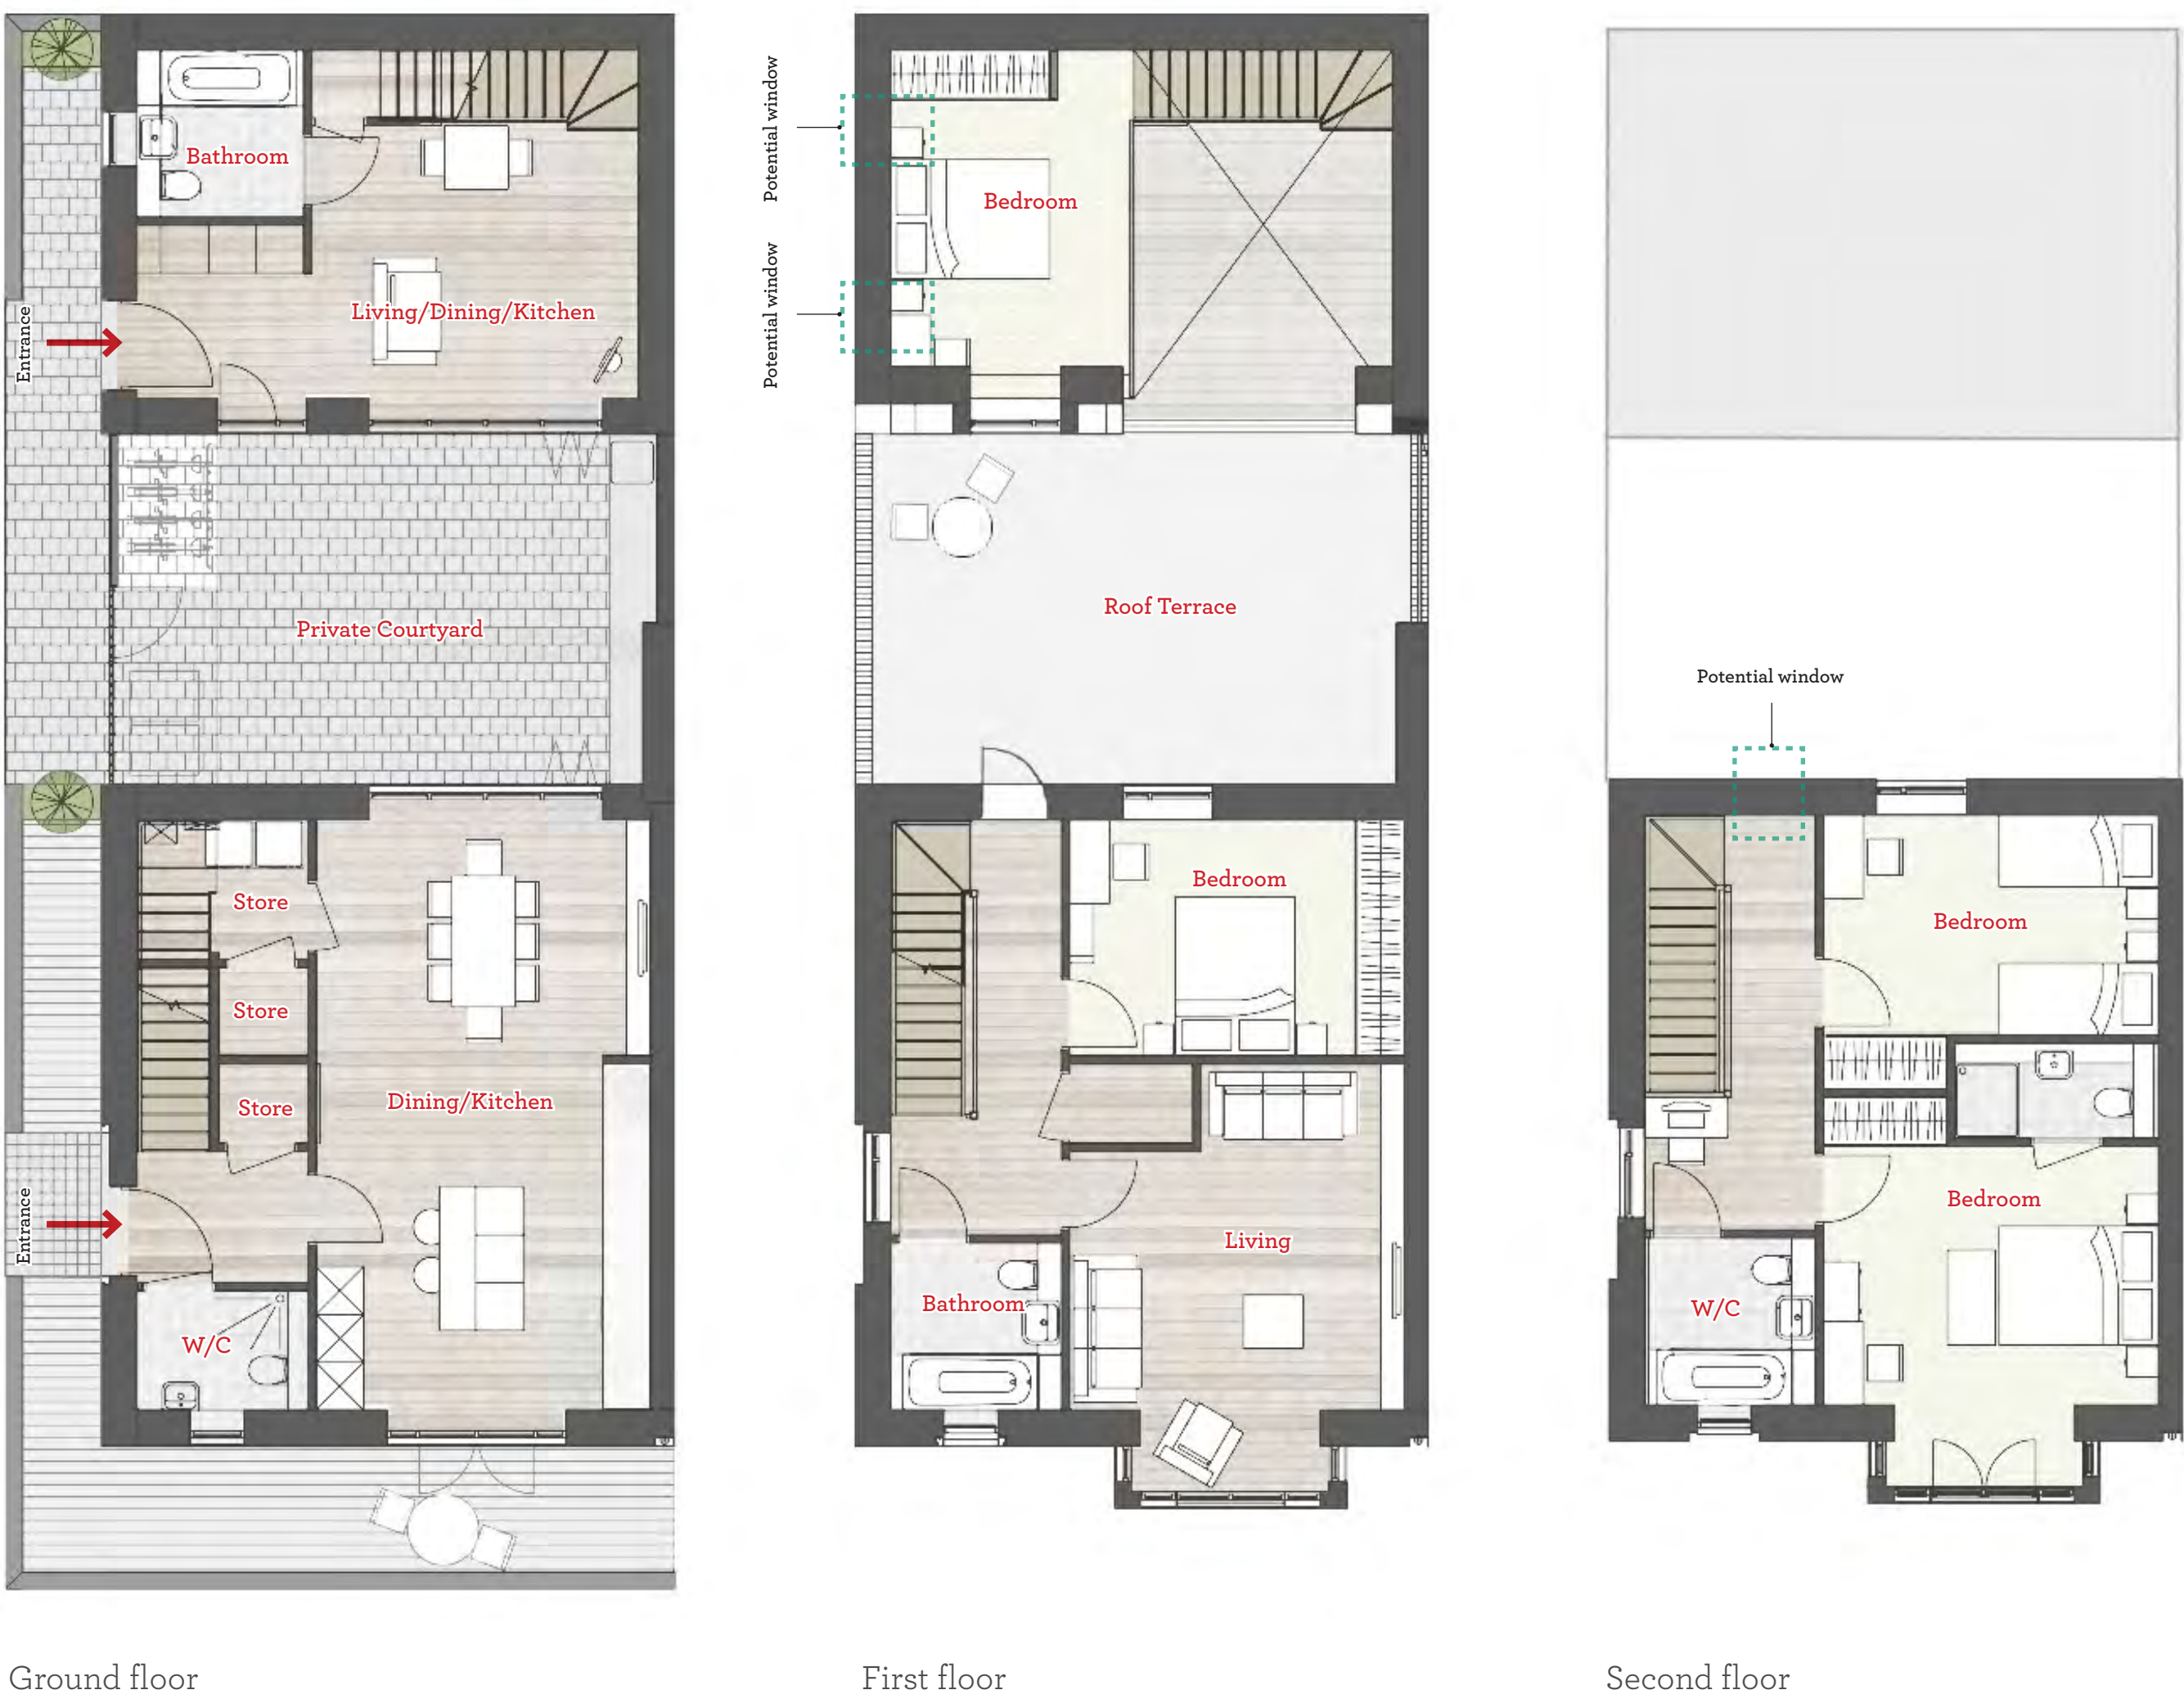 Bathroom
Living/Dining/Kitchen
Entrance
Private Courtyard
Store
Store
Store
Dining/Kitchen
Entrance
W/C
Ground floor
Potential window
Potential window
Bedroom
Roof Terrace
Bedroom
Living
Bathroom
First floor
Potential window
Bedroom
Bedroom
W/C
Second floor